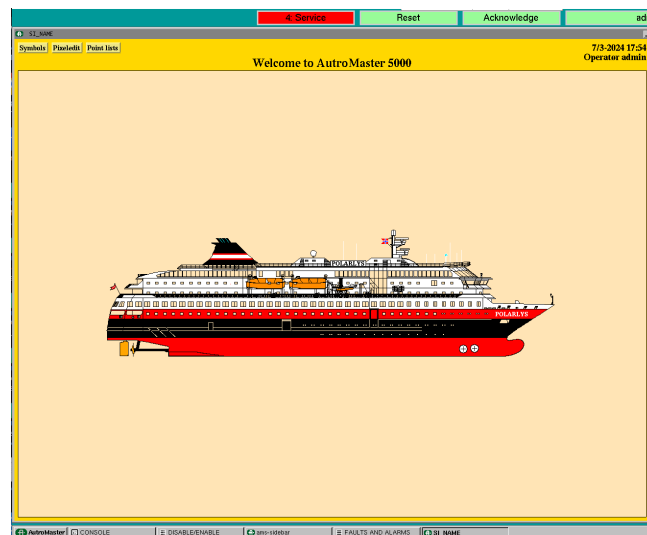 4: Service Reset Acknowledge
SI_NAME
Symbols Pixeledit Point lists
7/3-2024 17:54
Welcome to AutroMaster 5000
Operator admin
POLARLYS
POLARLYS
AutroMaster CONSOLE DISABLE/ENABLE ams-sidebar FAULTS AND ALARMS SI_NAME